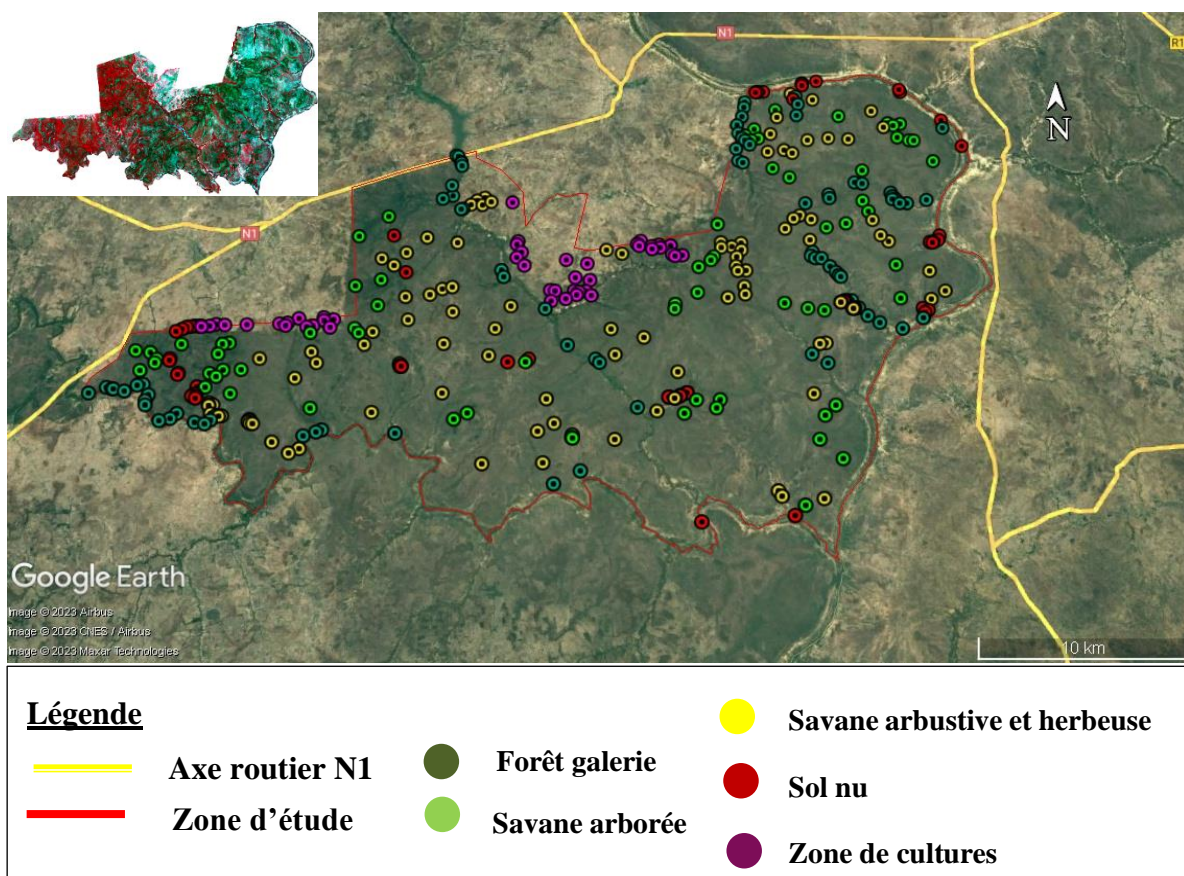 N1
R1
N
N1
Google Earth
Image © 2023 Airbus
Image © 2023 CNES / Airbus
Image © 2023 Maxar Technologies
10 km
Légende
Axe routier N1
Zone d'étude
Forêt galerie
Savane arborée
Savane arbustive et herbeuse
Sol nu
Zone de cultures